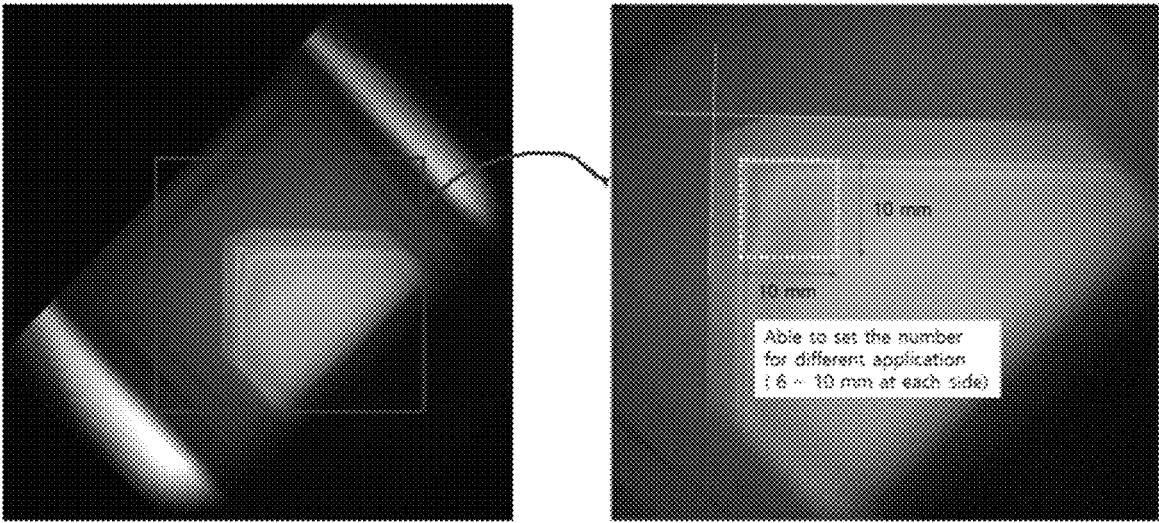 10 mm
10 mm
Able to set the number
for different application
( 6 ~ 10 mm at each side)